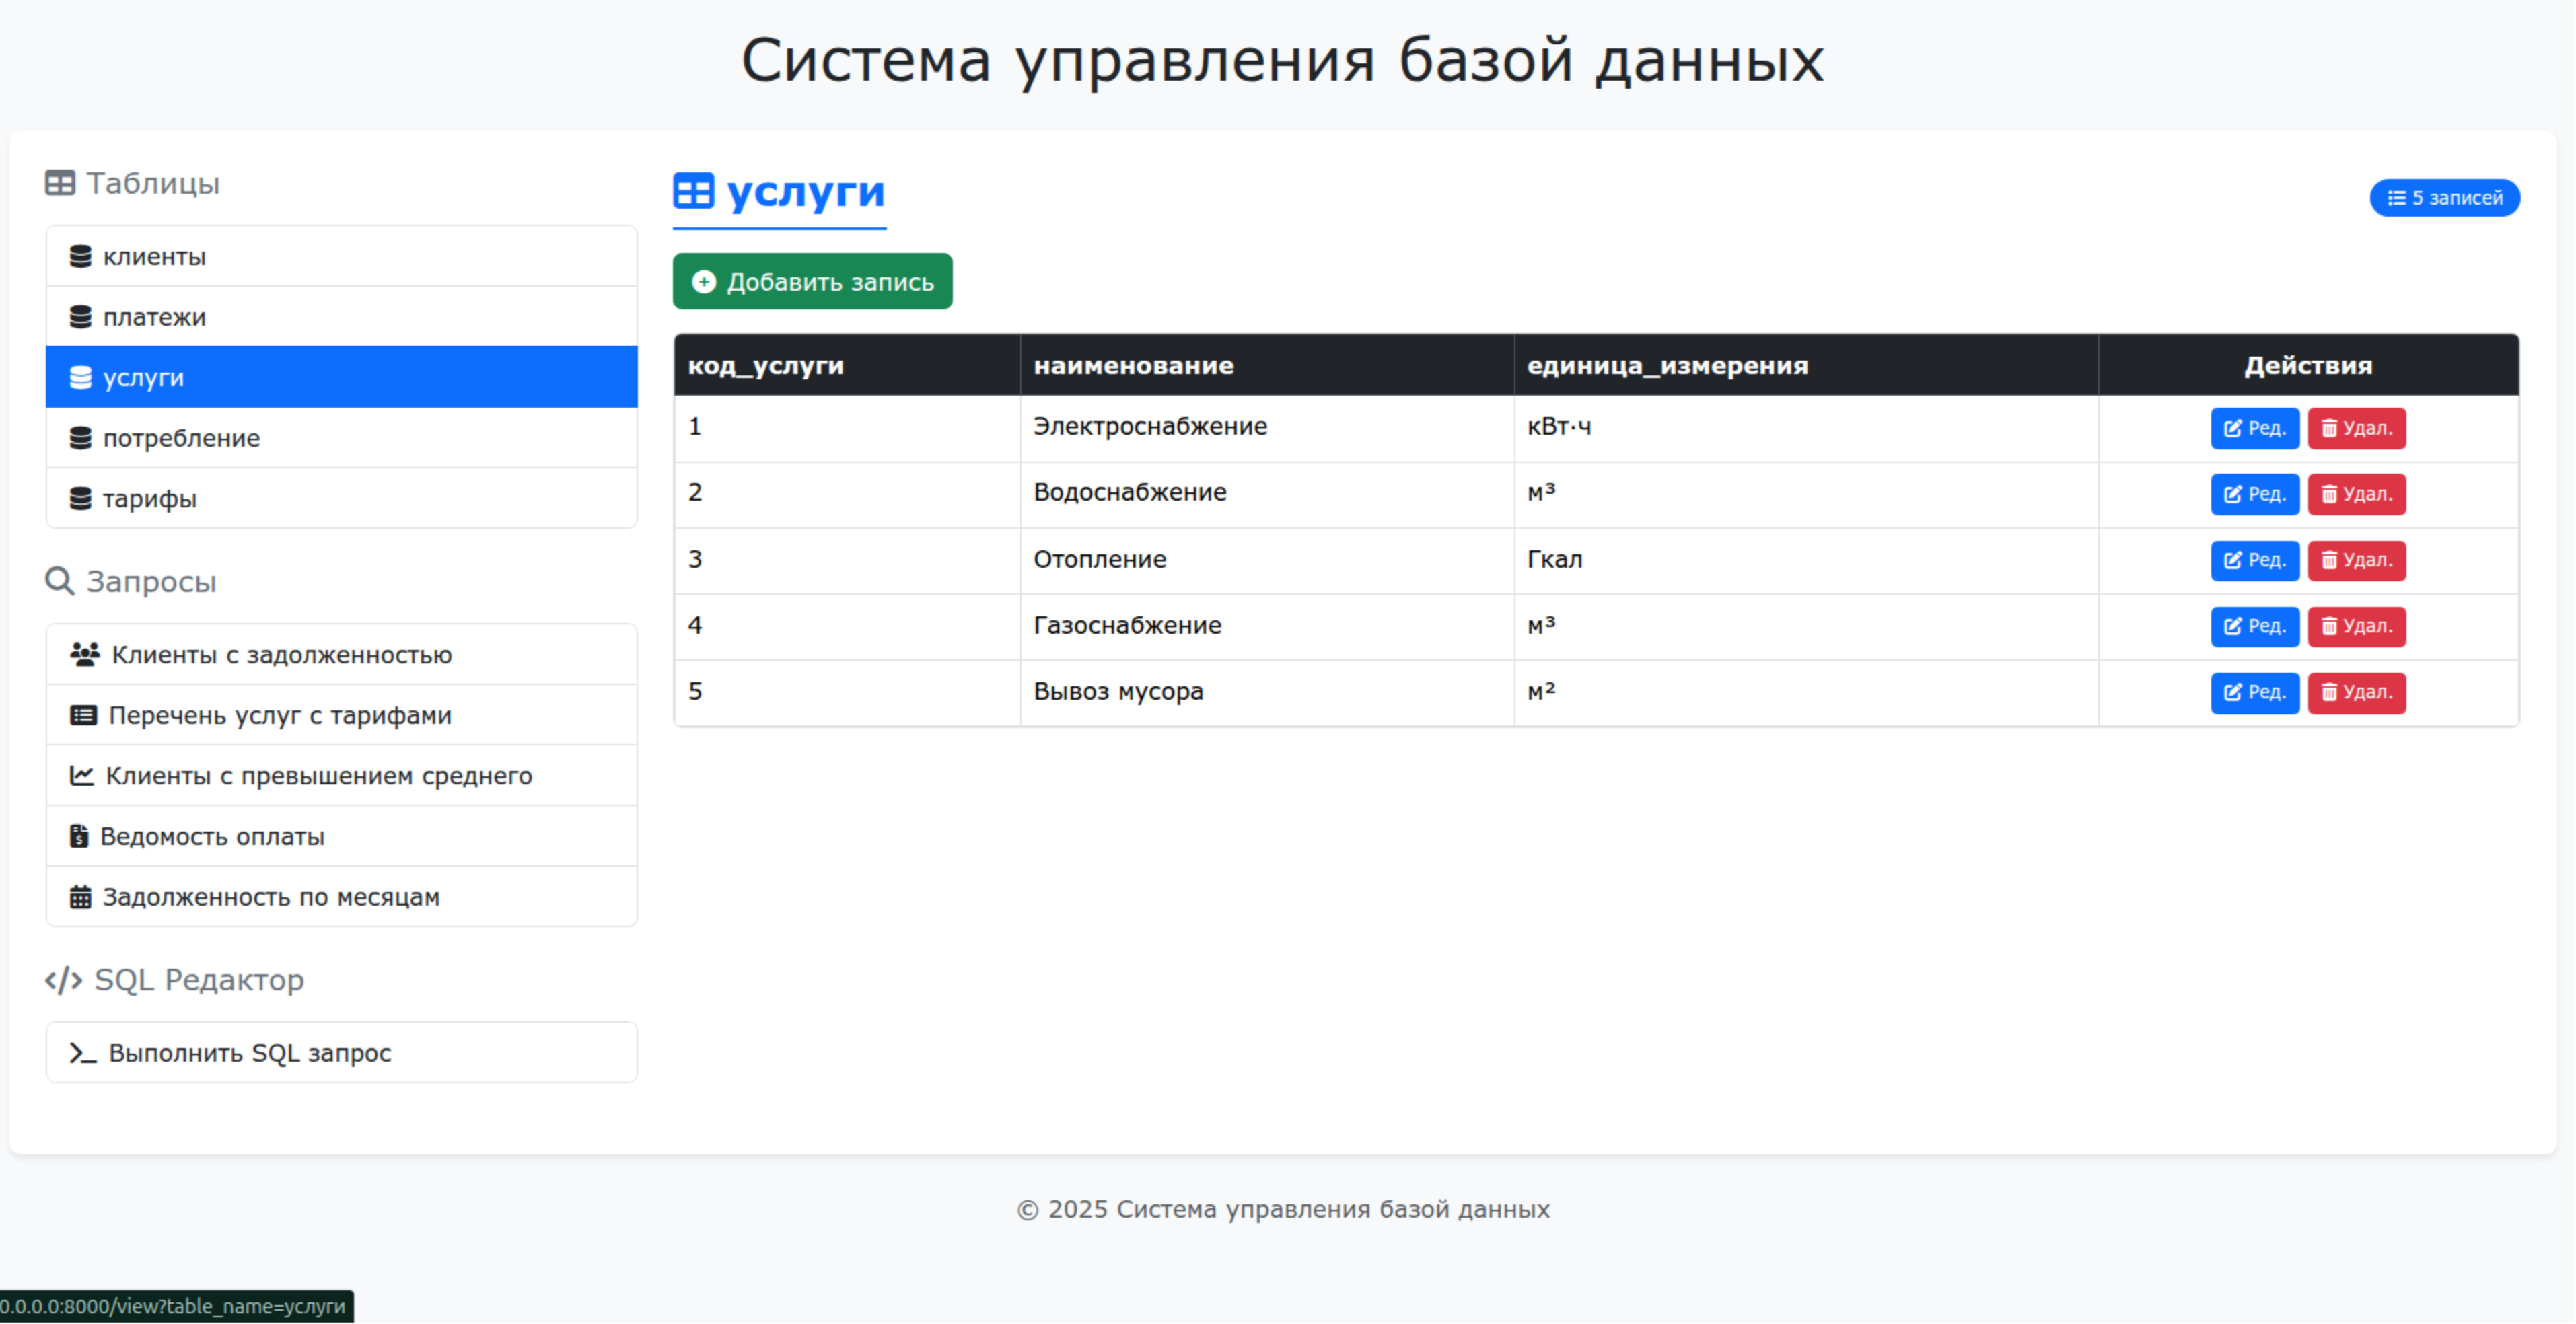 Система управления базой данных
Таблицы
клиенты
платежи
услуги
потребление
тарифы
Запросы
Клиенты с задолженностью
Перечень услуг с тарифами
Клиенты с превышением среднего
Ведомость оплаты
Задолженность по месяцам
SQL Редактор
Выполнить SQL запрос
услуги
5 записей
Добавить запись
код_услуги наименование единица_измерения Действия
1 Электроснабжение кВт·ч Ред. Удал.
2 Водоснабжение м³ Ред. Удал.
3 Отопление Гкал Ред. Удал.
4 Газоснабжение м³ Ред. Удал.
5 Вывоз мусора м² Ред. Удал.
© 2025 Система управления базой данных
0.0.0.0:8000/view?table_name=услуги